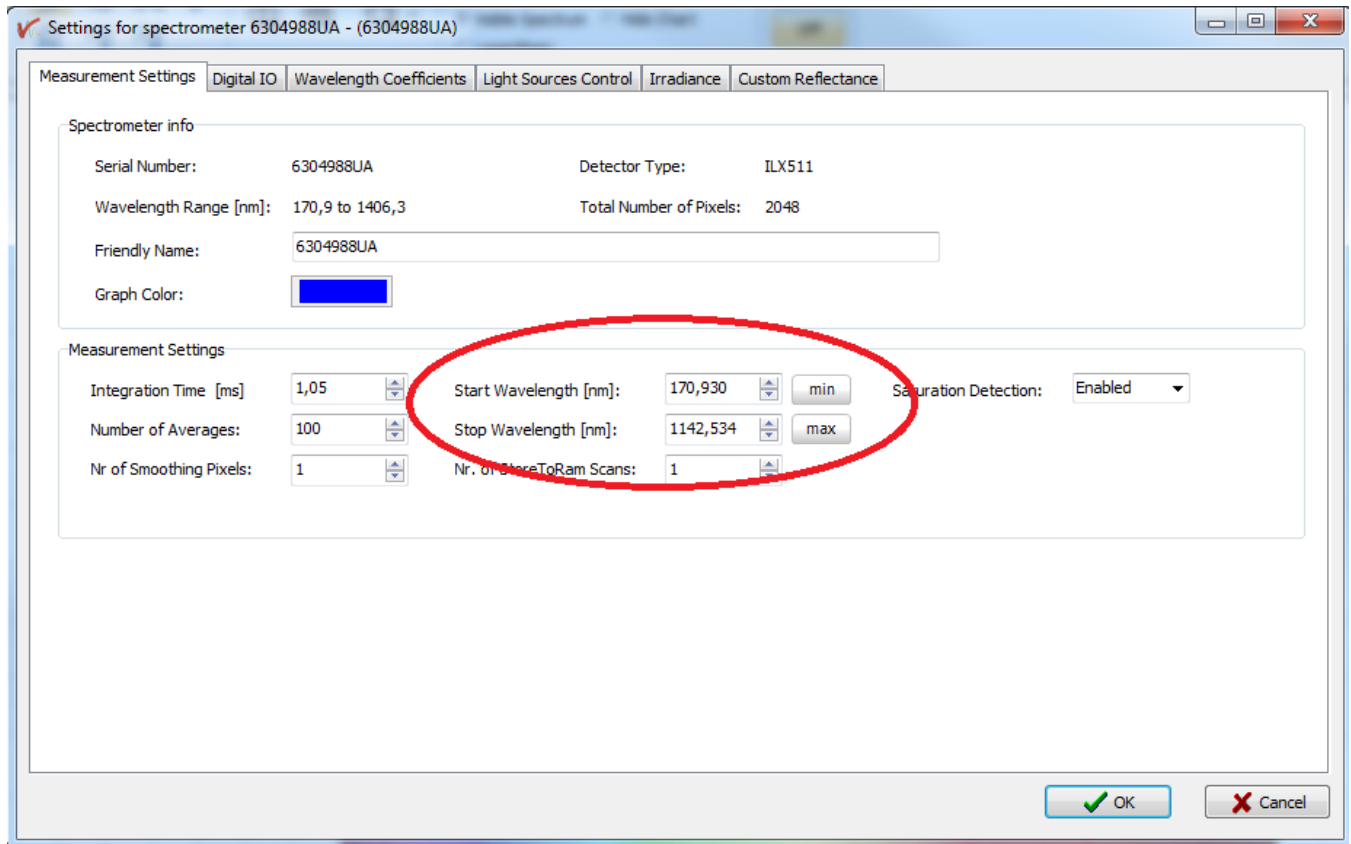 Settings for spectrometer 6304988UA - (6304988UA)
Measurement Settings Digital IO Wavelength Coefficients Light Sources Control Irradiance Custom Reflectance
Spectrometer info
Serial Number: 6304988UA Detector Type: ILX511
Wavelength Range [nm]: 170,9 to 1406,3 Total Number of Pixels: 2048
Friendly Name: 6304988UA
Graph Color:
Measurement Settings
Integration Time [ms] 1,05 Start Wavelength [nm]: 170,930 min Saturation Detection: Enabled
Number of Averages: 100 Stop Wavelength [nm]: 1142,534 max
Nr of Smoothing Pixels: 1 Nr. of StoreToRam Scans: 1
OK Cancel